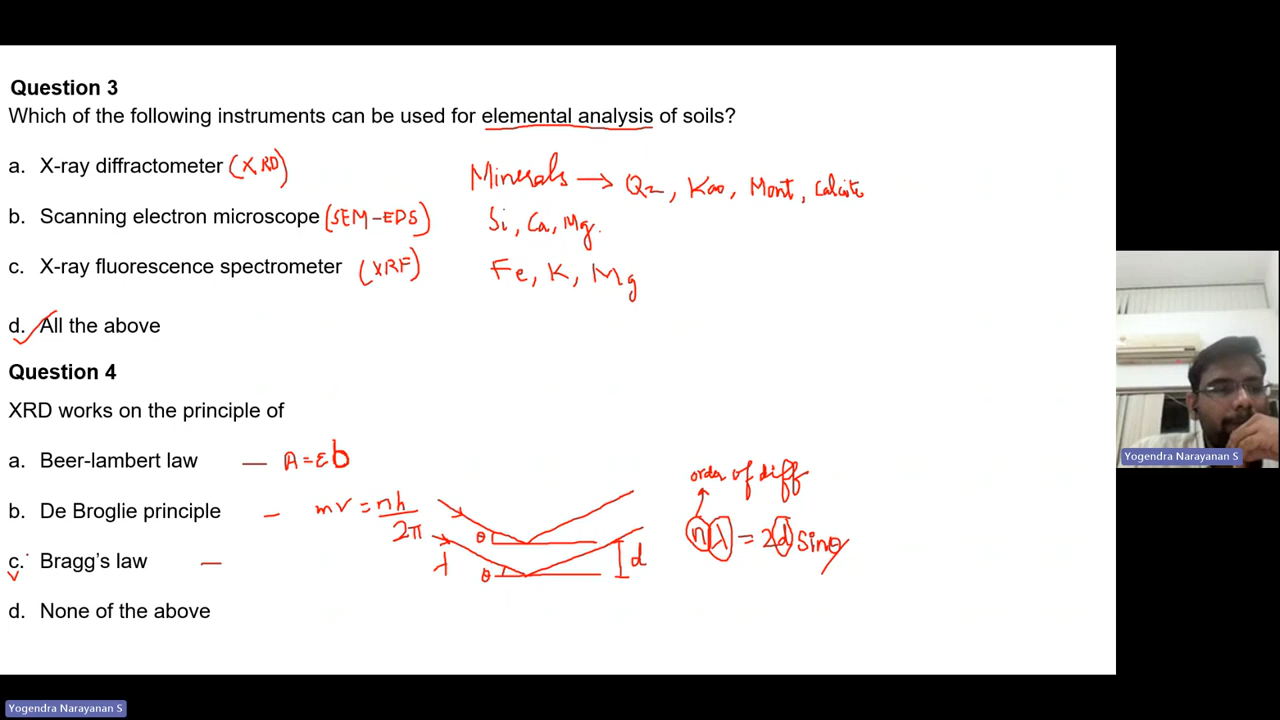 Yogendra Narayanan S
Question 3
Which of the following instruments can be used for elemental analysis of soils?
a. X-ray diffractometer (XRD)
Minerals → Qz, Kao, Mont, Calcite
b. Scanning electron microscope (SEM-EDS)
Si, Ca, Mg.
c. X-ray fluorescence spectrometer (XRF)
Fe, K, Mg
d. All the above
Question 4
XRD works on the principle of
a. Beer-lambert law — A = εb
b. De Broglie principle — mv = nh/2π
order of diff
nλ = 2d Sinθ
θ
λ
θ
d
c. Bragg's law —
d. None of the above
Yogendra Narayanan S
Yogendra Narayanan S